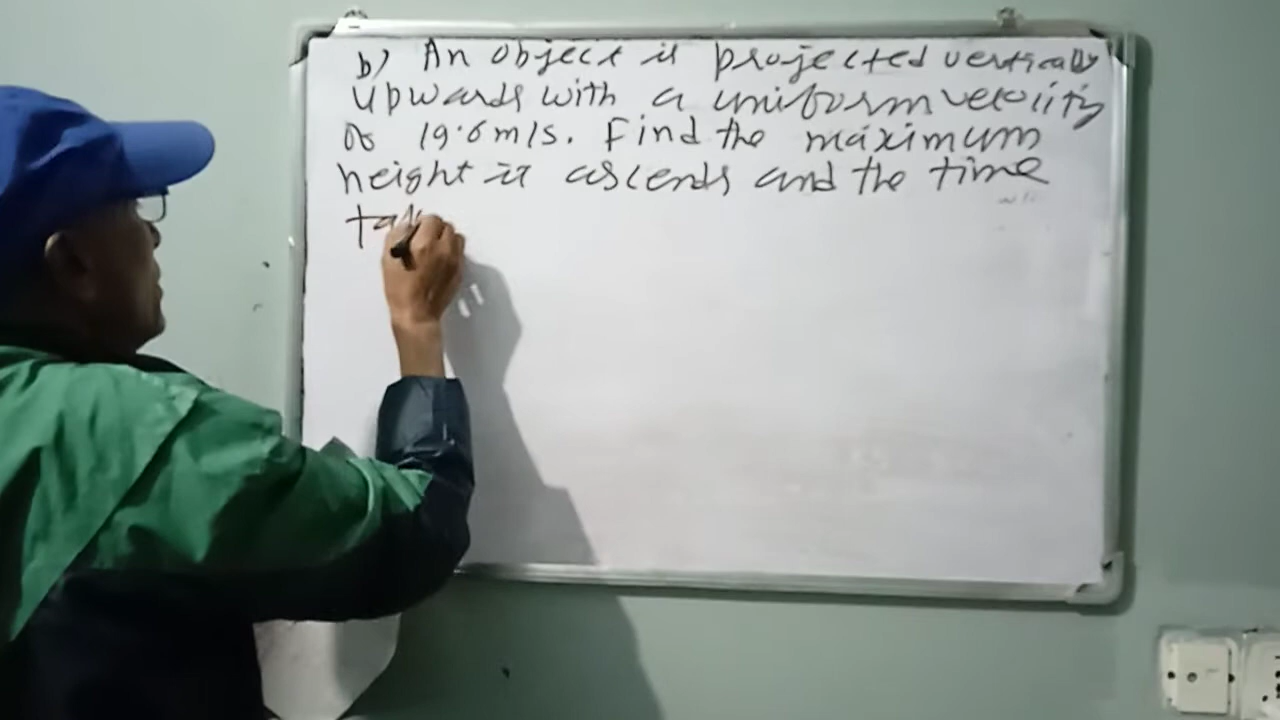 b) An object is projected vertically
upwards with a uniform velocity
of 19.6 m/s. Find the maximum
height it ascends and the time